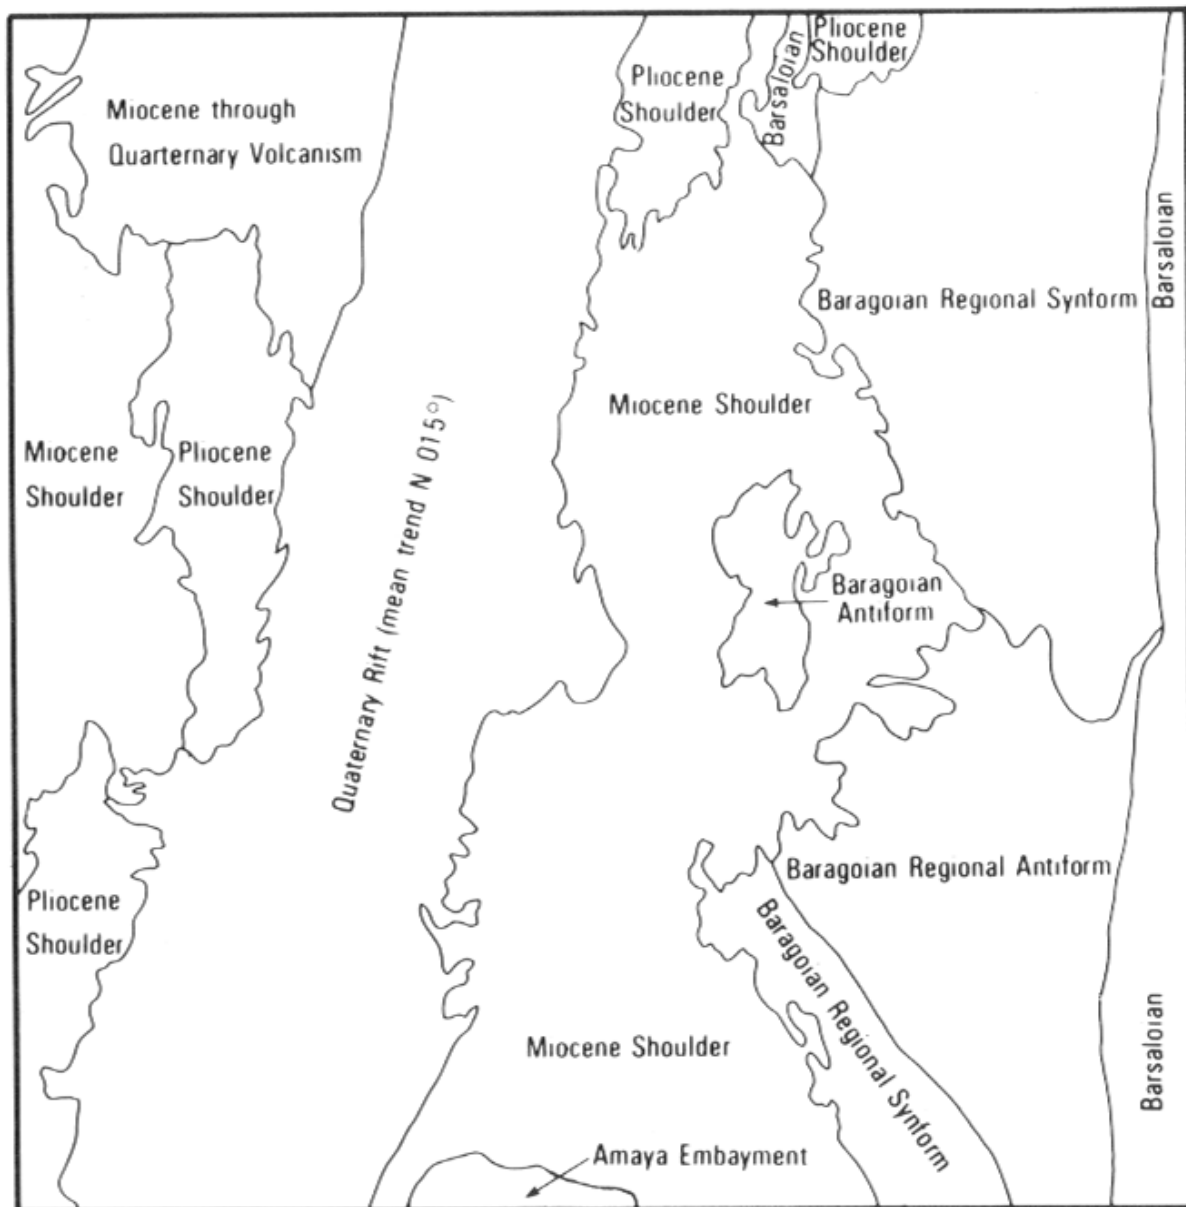 Pliocene
Shoulder
Barsaloian
Pliocene
Shoulder
Miocene through
Quarternary Volcanism
Barsaloian
Baragoian Regional Synform
Miocene Shoulder
Miocene
Shoulder
Pliocene
Shoulder
Quaternary Rift (mean trend N 015°)
Baragoian
Antiform
Baragoian Regional Antiform
Pliocene
Shoulder
Baragoian Regional Synform
Miocene Shoulder
Barsaloian
Amaya Embayment